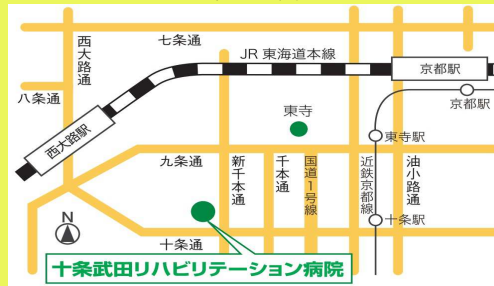 七条通
西大路通
JR 東海道本線
京都駅
八条通
京都駅
東寺
西大路駅
東寺駅
九条通
新千本通
千本通
国道1号線
近鉄京都線
油小路通
N
十条駅
十条通
十条武田リハビリテーション病院